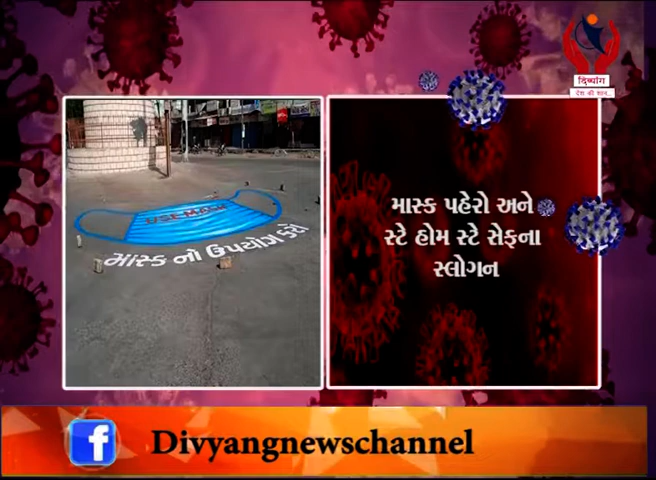 दिव्यांग
देश की शान..
USE MASK
માસ્ક નો ઉપયોગ કરો
માસ્ક પહેરો અને
સ્ટે હોમ સ્ટે સેફના
સ્લોગન
f
Divyangnewschannel